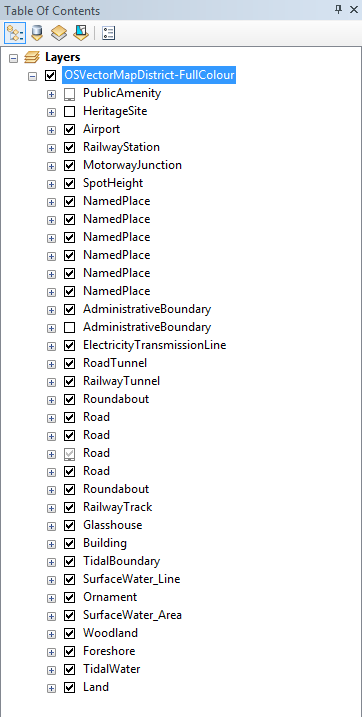 Table Of Contents
Layers
OSVectorMapDistrict-FullColour
PublicAmenity
HeritageSite
Airport
RailwayStation
MotorwayJunction
SpotHeight
NamedPlace
NamedPlace
NamedPlace
NamedPlace
NamedPlace
NamedPlace
AdministrativeBoundary
AdministrativeBoundary
ElectricityTransmissionLine
RoadTunnel
RailwayTunnel
Roundabout
Road
Road
Road
Road
Roundabout
RailwayTrack
Glasshouse
Building
TidalBoundary
SurfaceWater_Line
Ornament
SurfaceWater_Area
Woodland
Foreshore
TidalWater
Land